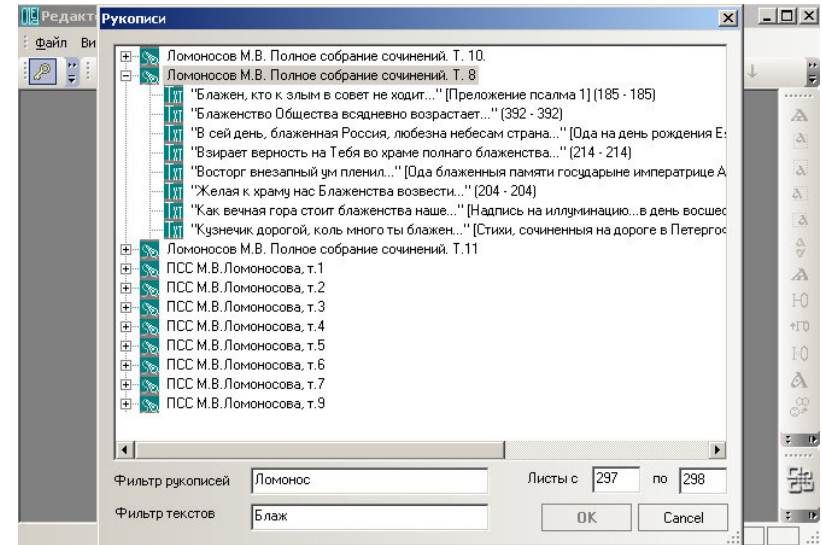 Редакт
Рукописи
Файл Ви
Ломоносов М.В. Полное собрание сочинений. Т. 10.
Ломоносов М.В. Полное собрание сочинений. Т. 8
"Блажен, кто к злым в совет не ходит..." [Преложение псалма 1] (185 - 185)
"Блаженство Общества всядневно возрастает..." (392 - 392)
"В сей день, блаженная Россия, любезна небесам страна..." [Ода на день рождения Е
"Взирает верность на Тебя во храме полнаго блаженства..." (214 - 214)
"Восторг внезапный ум пленил..." [Ода блаженныя памяти государыне императрице А
"Желая к храму нас Блаженства возвести..." (204 - 204)
"Как вечная гора стоит блаженства наше..." [Надпись на иллуминацию...в день восшес
"Кузнечик дорогой, коль много ты блажен..." [Стихи, сочиненныя на дороге в Петергоф
Ломоносов М.В. Полное собрание сочинений. Т.11
ПСС М.В.Ломоносова, т.1
ПСС М.В.Ломоносова, т.2
ПСС М.В.Ломоносова, т.3
ПСС М.В.Ломоносова, т.4
ПСС М.В.Ломоносова, т.5
ПСС М.В.Ломоносова, т.6
ПСС М.В.Ломоносова, т.7
ПСС М.В.Ломоносова, т.9
Фильтр рукописей Ломонос Листы с 297 по 298
Фильтр текстов Блаж OK Cancel